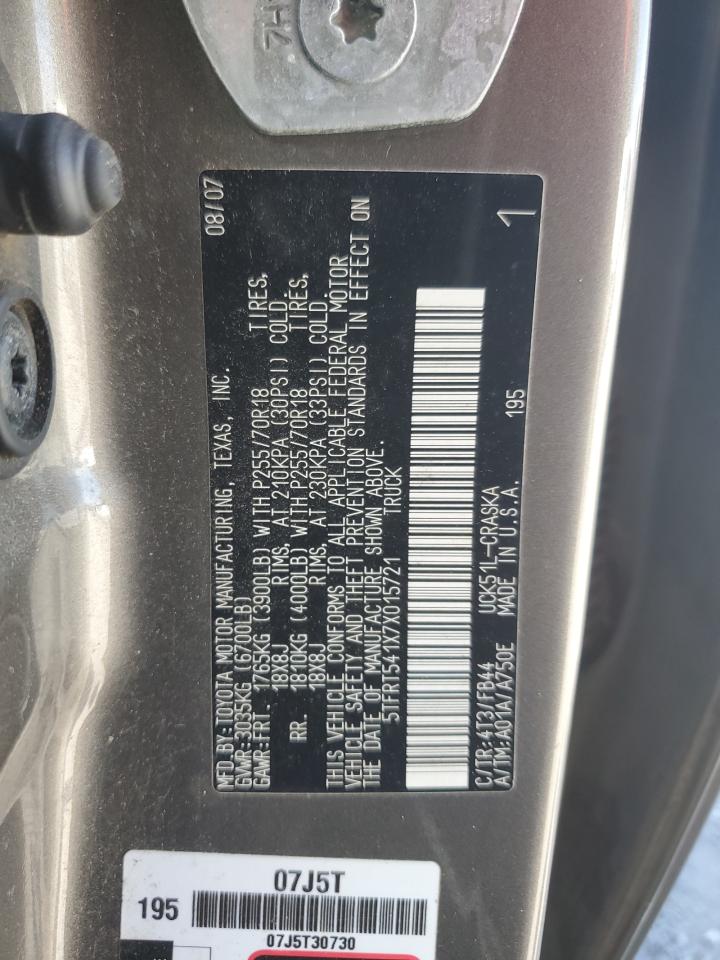 MFD.BY:TOYOTA MOTOR MANUFACTURING, TEXAS, INC. 08/07
GVWR:3035KG (6700LB)
GAWR:FRT. 1765KG (3900LB) WITH P255/70R18 TIRES,
18X8J RIMS, AT 210KPA (30PSI) COLD.
RR. 1810KG (4000LB) WITH P255/70R18 TIRES,
18X8J RIMS, AT 230KPA (33PSI) COLD.
THIS VEHICLE CONFORMS TO ALL APPLICABLE FEDERAL MOTOR
VEHICLE SAFETY AND THEFT PREVENTION STANDARDS IN EFFECT ON
THE DATE OF MANUFACTURE SHOWN ABOVE.
5TFRT541X7X015721 TRUCK
C/TR:4T3/FB44 UCK51L-CRASKA 195
A/TM:A01A/A750E MADE IN U.S.A. 1
07J5T
195
07J5T30730